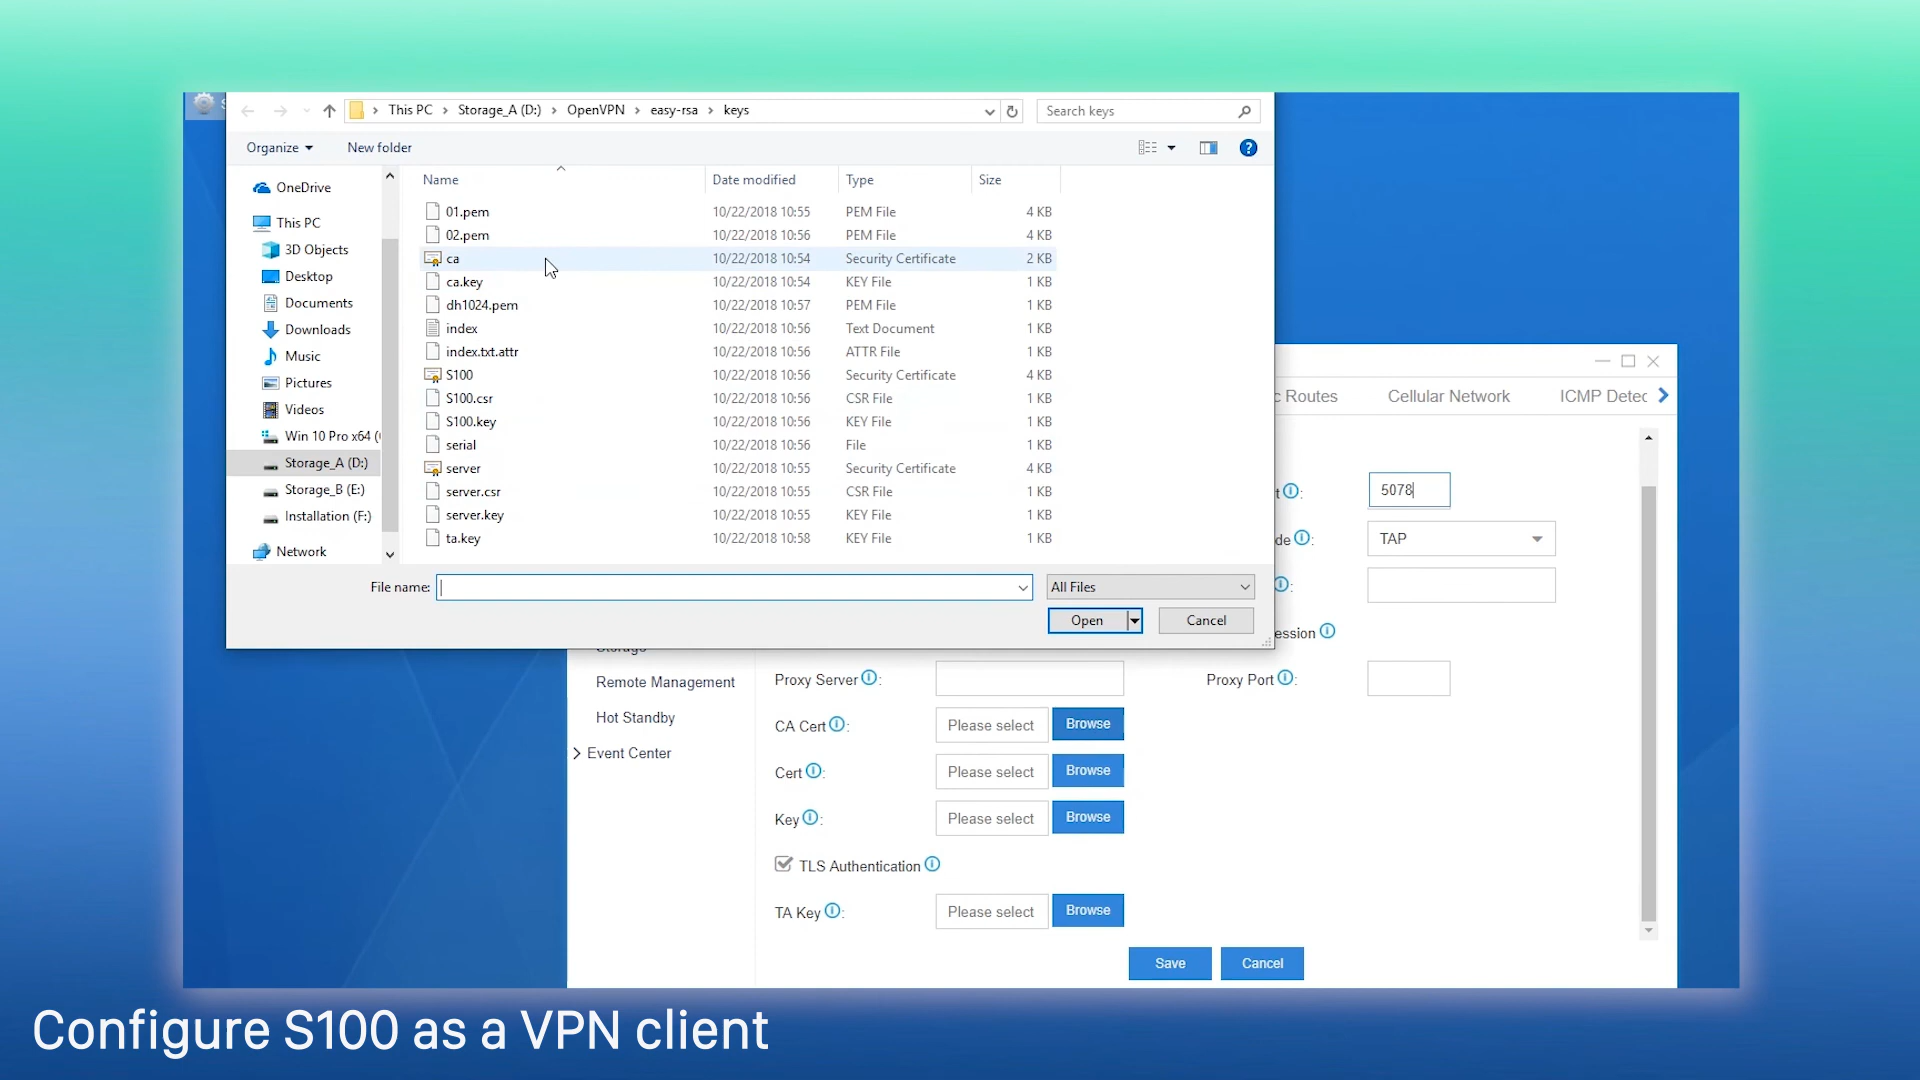 This PC > Storage_A (D:) > OpenVPN > easy-rsa > keys
Search keys
Organize
New folder
Name
Date modified
Type
Size
OneDrive
This PC
3D Objects
Desktop
Documents
Downloads
Music
Pictures
Videos
Win 10 Pro x64 (
Storage_A (D:)
Storage_B (E:)
Installation (F:)
Network
01.pem 10/22/2018 10:55 PEM File 4 KB
02.pem 10/22/2018 10:56 PEM File 4 KB
ca 10/22/2018 10:54 Security Certificate 2 KB
ca.key 10/22/2018 10:54 KEY File 1 KB
dh1024.pem 10/22/2018 10:57 PEM File 1 KB
index 10/22/2018 10:56 Text Document 1 KB
index.txt.attr 10/22/2018 10:56 ATTR File 1 KB
S100 10/22/2018 10:56 Security Certificate 4 KB
S100.csr 10/22/2018 10:56 CSR File 1 KB
S100.key 10/22/2018 10:56 KEY File 1 KB
serial 10/22/2018 10:56 File 1 KB
server 10/22/2018 10:55 Security Certificate 4 KB
server.csr 10/22/2018 10:55 CSR File 1 KB
server.key 10/22/2018 10:55 KEY File 1 KB
ta.key 10/22/2018 10:58 KEY File 1 KB
File name:
All Files
Open
Cancel
c Routes
Cellular Network
ICMP Detec
t:
5078
de:
TAP
:
ession
Remote Management
Hot Standby
Event Center
Proxy Server:
Proxy Port:
CA Cert: Please select Browse
Cert: Please select Browse
Key: Please select Browse
TLS Authentication
TA Key: Please select Browse
Save
Cancel
Configure S100 as a VPN client